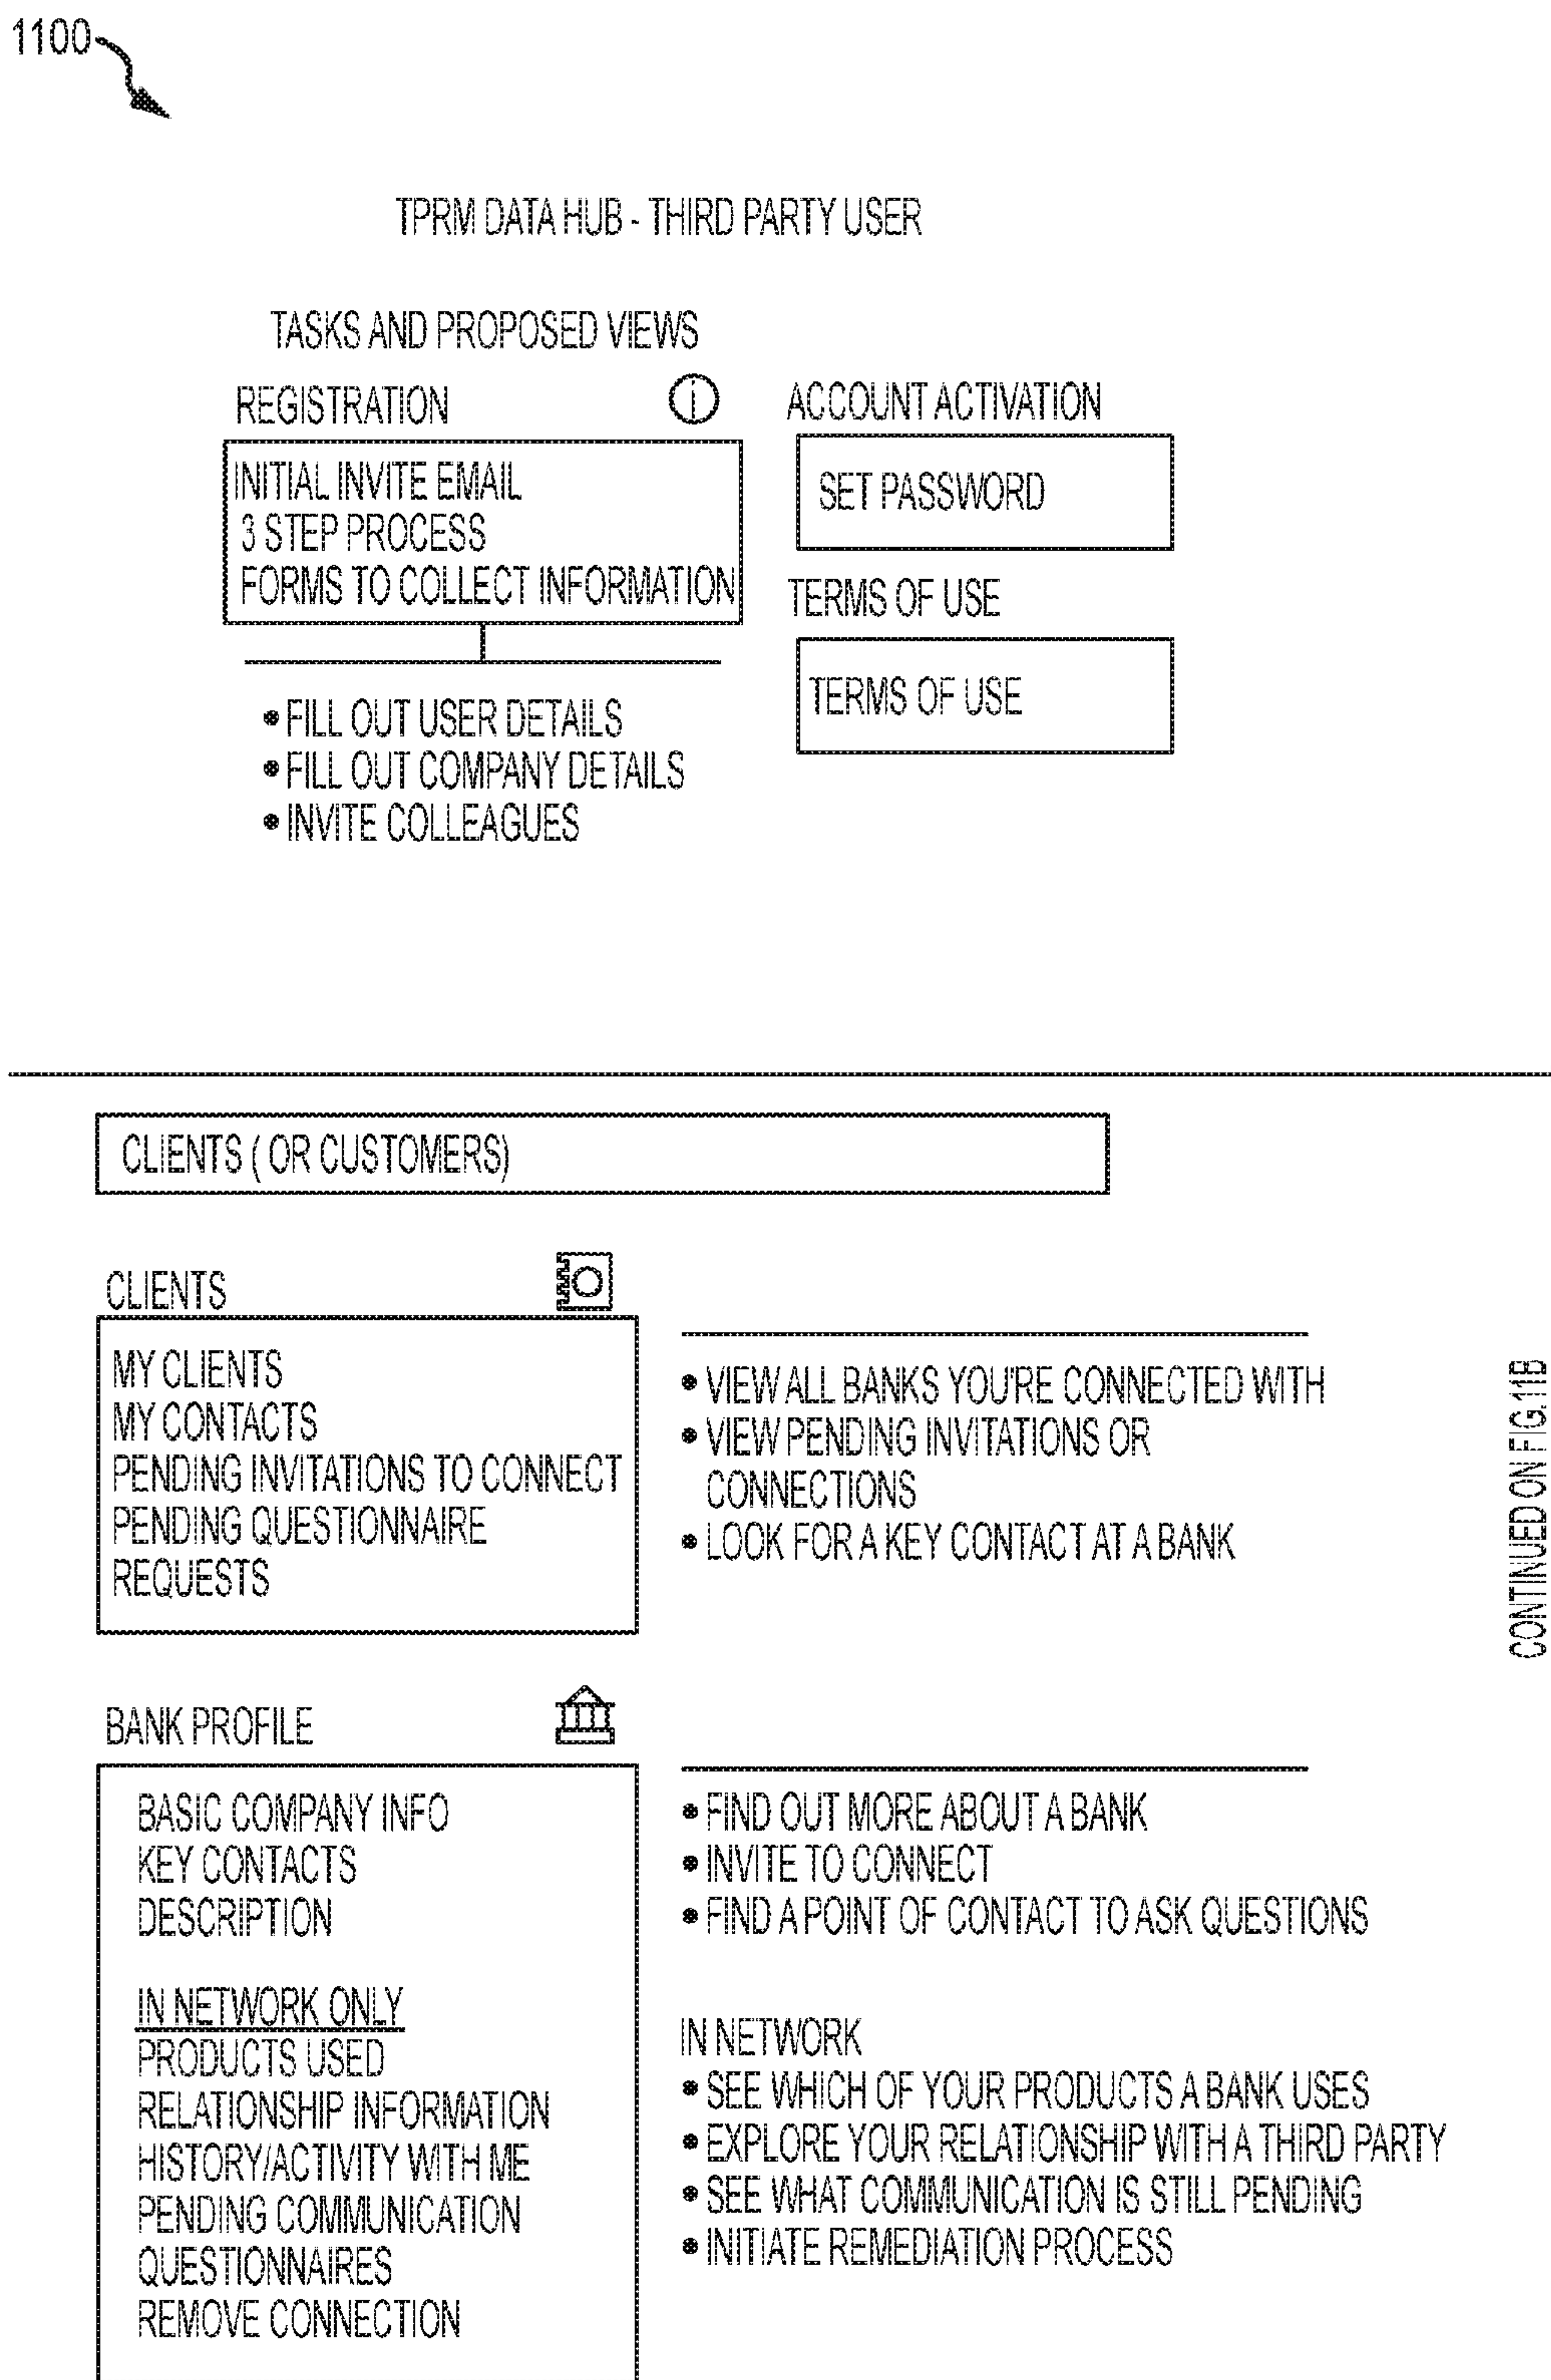 1100
TPRM DATA HUB - THIRD PARTY USER
TASKS AND PROPOSED VIEWS
REGISTRATION
INITIAL INVITE EMAIL
3 STEP PROCESS
FORMS TO COLLECT INFORMATION
• FILL OUT USER DETAILS
• FILL OUT COMPANY DETAILS
• INVITE COLLEAGUES
ACCOUNT ACTIVATION
SET PASSWORD
TERMS OF USE
TERMS OF USE
CLIENTS ( OR CUSTOMERS)
CLIENTS
MY CLIENTS
MY CONTACTS
PENDING INVITATIONS TO CONNECT
PENDING QUESTIONNAIRE
REQUESTS
• VIEW ALL BANKS YOU'RE CONNECTED WITH
• VIEW PENDING INVITATIONS OR
CONNECTIONS
• LOOK FOR A KEY CONTACT AT A BANK
BANK PROFILE
BASIC COMPANY INFO
KEY CONTACTS
DESCRIPTION
IN NETWORK ONLY
PRODUCTS USED
RELATIONSHIP INFORMATION
HISTORY/ACTIVITY WITH ME
PENDING COMMUNICATION
QUESTIONNAIRES
REMOVE CONNECTION
• FIND OUT MORE ABOUT A BANK
• INVITE TO CONNECT
• FIND A POINT OF CONTACT TO ASK QUESTIONS
IN NETWORK
• SEE WHICH OF YOUR PRODUCTS A BANK USES
• EXPLORE YOUR RELATIONSHIP WITH A THIRD PARTY
• SEE WHAT COMMUNICATION IS STILL PENDING
• INITIATE REMEDIATION PROCESS
CONTINUED ON FIG. 11B